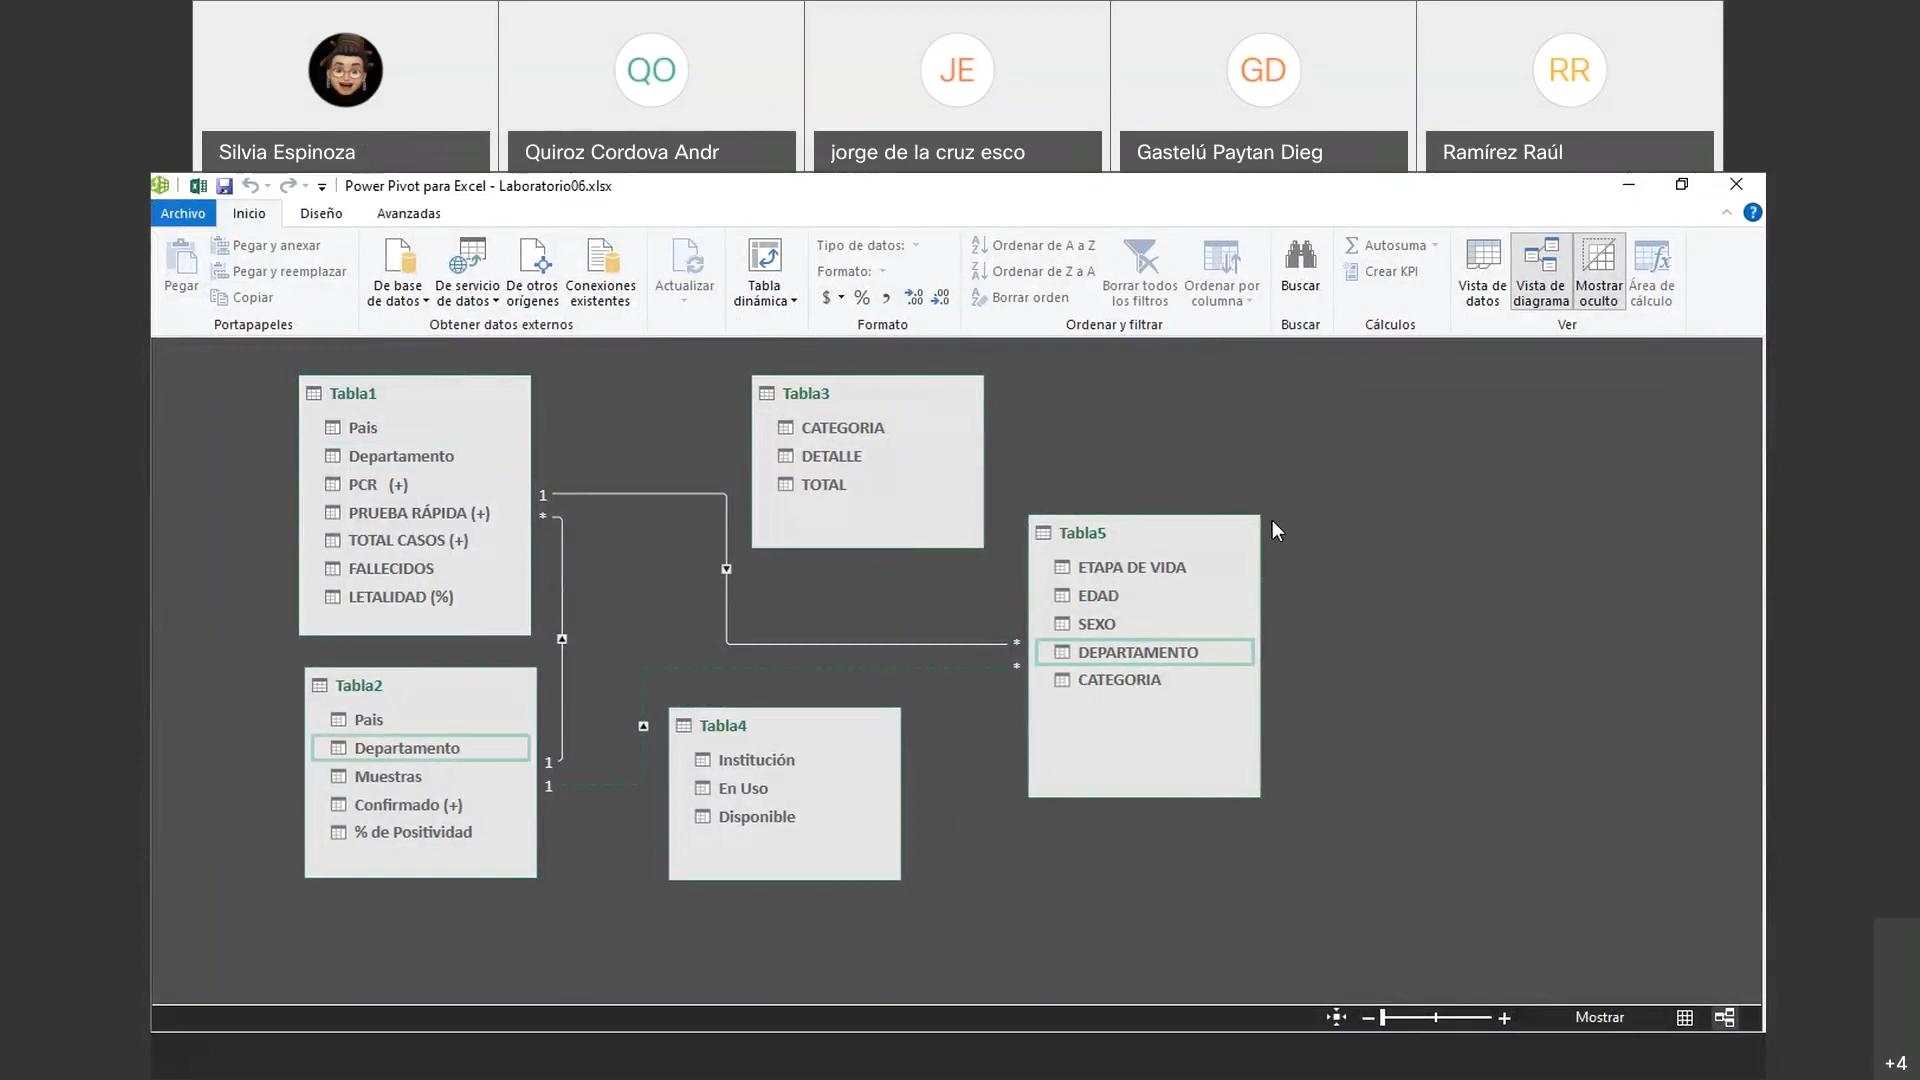 QO
JE
GD
RR
Silvia Espinoza
Quiroz Cordova Andr
jorge de la cruz esco
Gastelú Paytan Dieg
Ramírez Raúl
Power Pivot para Excel - Laboratorio06.xlsx
Archivo
Inicio
Diseño
Avanzadas
?
Pegar
Pegar y anexar
Pegar y reemplazar
Copiar
Portapapeles
De base
de datos
De servicio
de datos
De otros
orígenes
Conexiones
existentes
Obtener datos externos
Actualizar
Tabla
dinámica
Tipo de datos:
Formato:
$ % , .00 .00
Formato
Ordenar de A a Z
Ordenar de Z a A
Borrar orden
Borrar todos
los filtros
Ordenar por
columna
Ordenar y filtrar
Buscar
Buscar
Autosuma
Crear KPI
Cálculos
Vista de
datos
Vista de
diagrama
Mostrar
oculto
Área de
cálculo
Ver
Tabla1
Pais
Departamento
PCR (+)
PRUEBA RÁPIDA (+)
TOTAL CASOS (+)
FALLECIDOS
LETALIDAD (%)
1
*
Tabla3
CATEGORIA
DETALLE
TOTAL
Tabla5
ETAPA DE VIDA
EDAD
SEXO
DEPARTAMENTO
CATEGORIA
*
*
Tabla2
Pais
Departamento
Muestras
Confirmado (+)
% de Positividad
1
1
Tabla4
Institución
En Uso
Disponible
Mostrar
+4